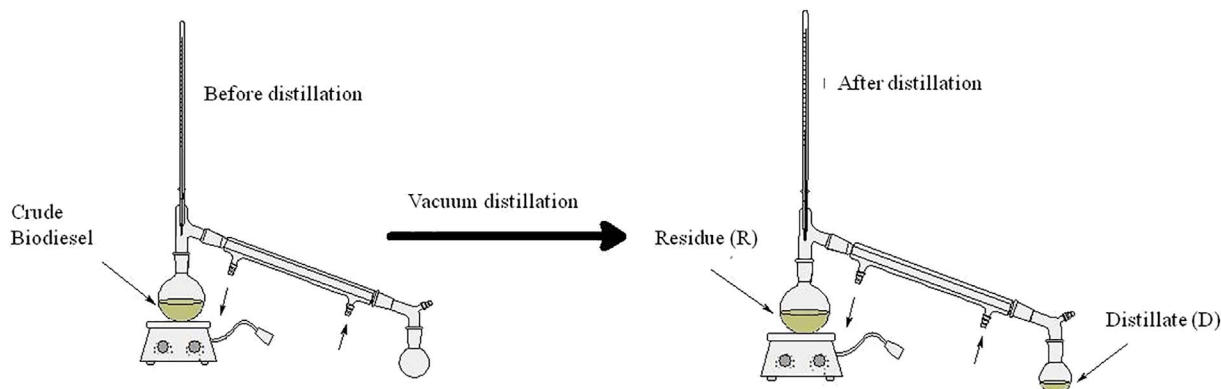 Before distillation
After distillation
Vacuum distillation
Crude
Biodiesel
Residue (R)
Distillate (D)